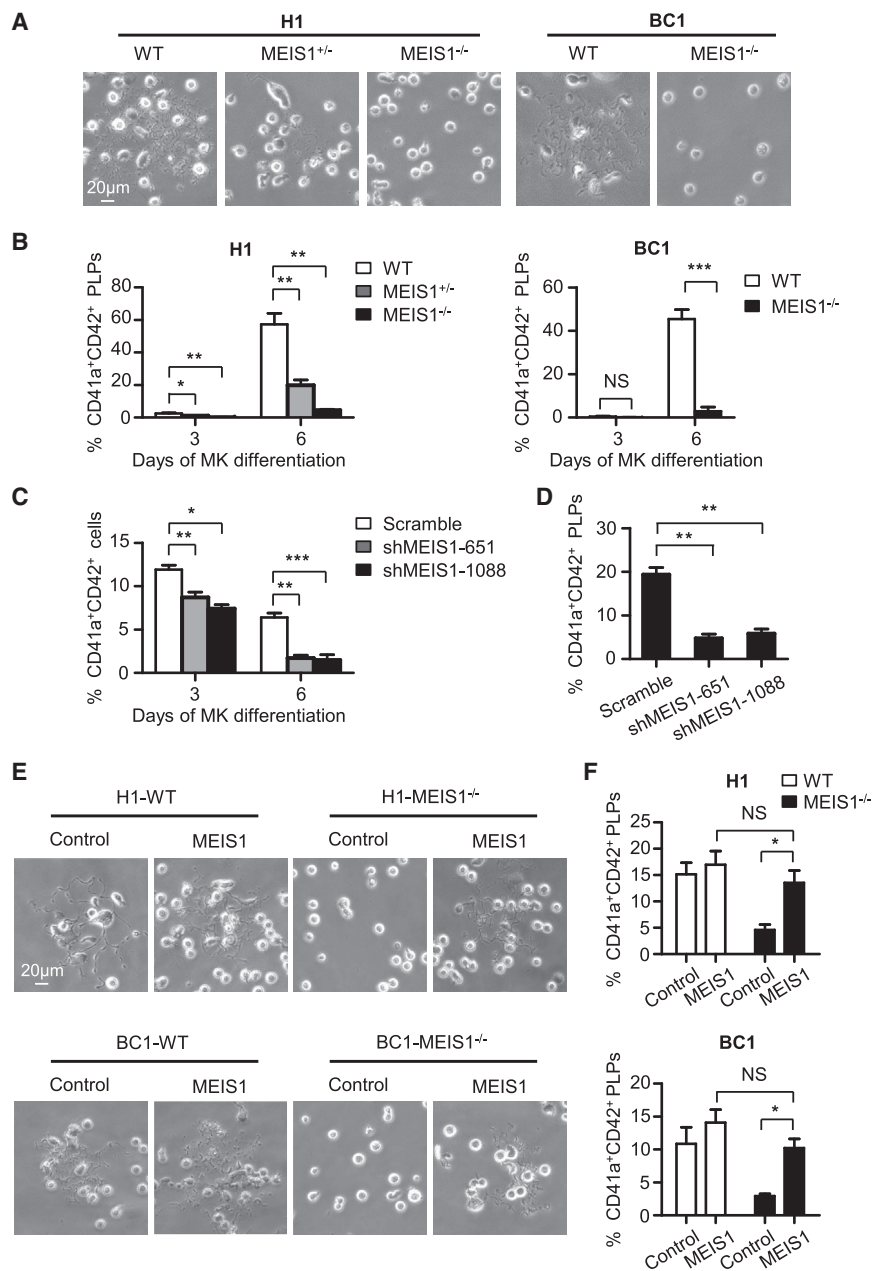 A
H1
BC1
WT
MEIS1+/-
MEIS1-/-
WT
MEIS1-/-
20µm
B
H1
% CD41a+CD42+ PLPs
80
60
40
20
0
*
**
**
**
3
6
Days of MK differentiation
WT
MEIS1+/-
MEIS1-/-
BC1
% CD41a+CD42+ PLPs
60
40
20
0
NS
***
3
6
Days of MK differentiation
WT
MEIS1-/-
C
% CD41a+CD42+ cells
15
10
5
0
*
**
***
**
3
6
Days of MK differentiation
Scramble
shMEIS1-651
shMEIS1-1088
D
% CD41a+CD42+ PLPs
30
20
10
0
**
**
Scramble
shMEIS1-651
shMEIS1-1088
E
H1-WT
H1-MEIS1-/-
Control
MEIS1
Control
MEIS1
20µm
BC1-WT
BC1-MEIS1-/-
Control
MEIS1
Control
MEIS1
F
H1
WT
MEIS1-/-
% CD41a+CD42+ PLPs
25
20
15
10
5
0
NS
*
Control
MEIS1
Control
MEIS1
BC1
% CD41a+CD42+ PLPs
20
15
10
5
0
NS
*
Control
MEIS1
Control
MEIS1